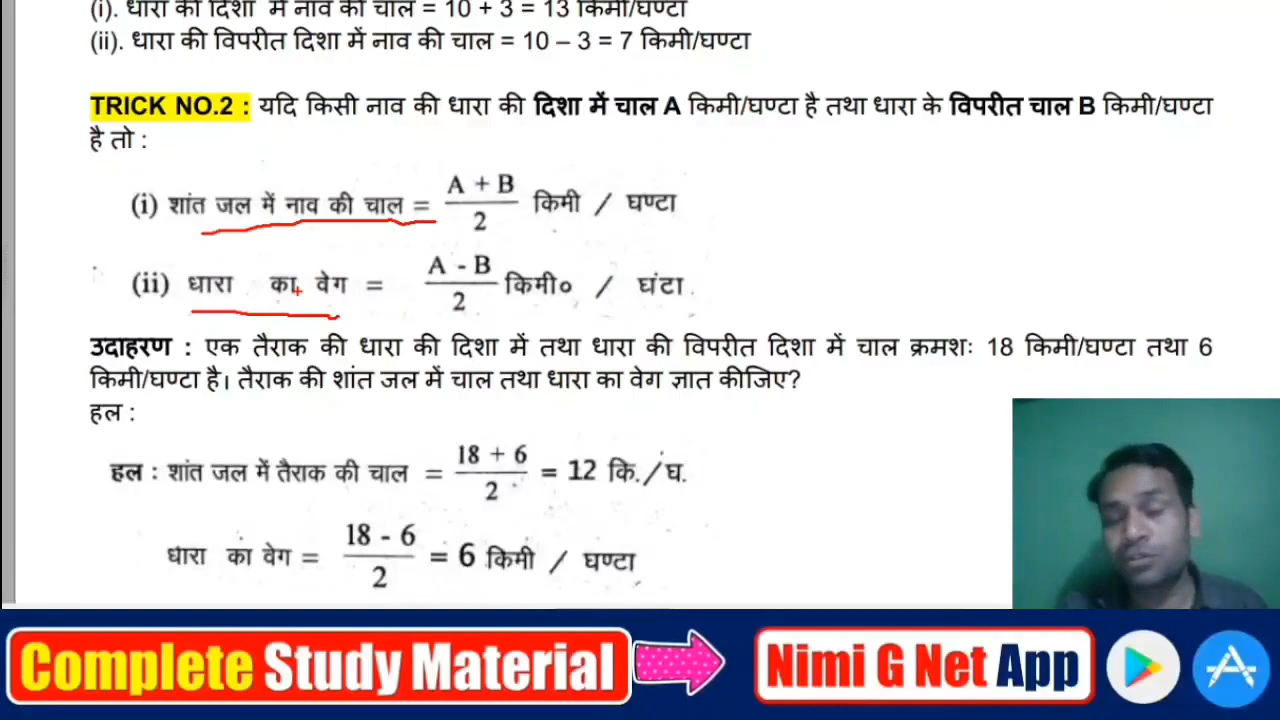 (i). धारा की दिशा में नाव की चाल = 10 + 3 = 13 किमी/घण्टा
(ii). धारा की विपरीत दिशा में नाव की चाल = 10 – 3 = 7 किमी/घण्टा
TRICK NO.2 : यदि किसी नाव की धारा की दिशा में चाल A किमी/घण्टा है तथा धारा के विपरीत चाल B किमी/घण्टा
है तो :
(i) शांत जल में नाव की चाल = A + B / 2 किमी / घण्टा
(ii) धारा का वेग = A - B / 2 किमी० / घंटा
उदाहरण : एक तैराक की धारा की दिशा में तथा धारा की विपरीत दिशा में चाल क्रमशः 18 किमी/घण्टा तथा 6
किमी/घण्टा है। तैराक की शांत जल में चाल तथा धारा का वेग ज्ञात कीजिए?
हल :
हल : शांत जल में तैराक की चाल = 18 + 6 / 2 = 12 कि./घ.
धारा का वेग = 18 - 6 / 2 = 6 किमी / घण्टा
Complete Study Material Nimi G Net App